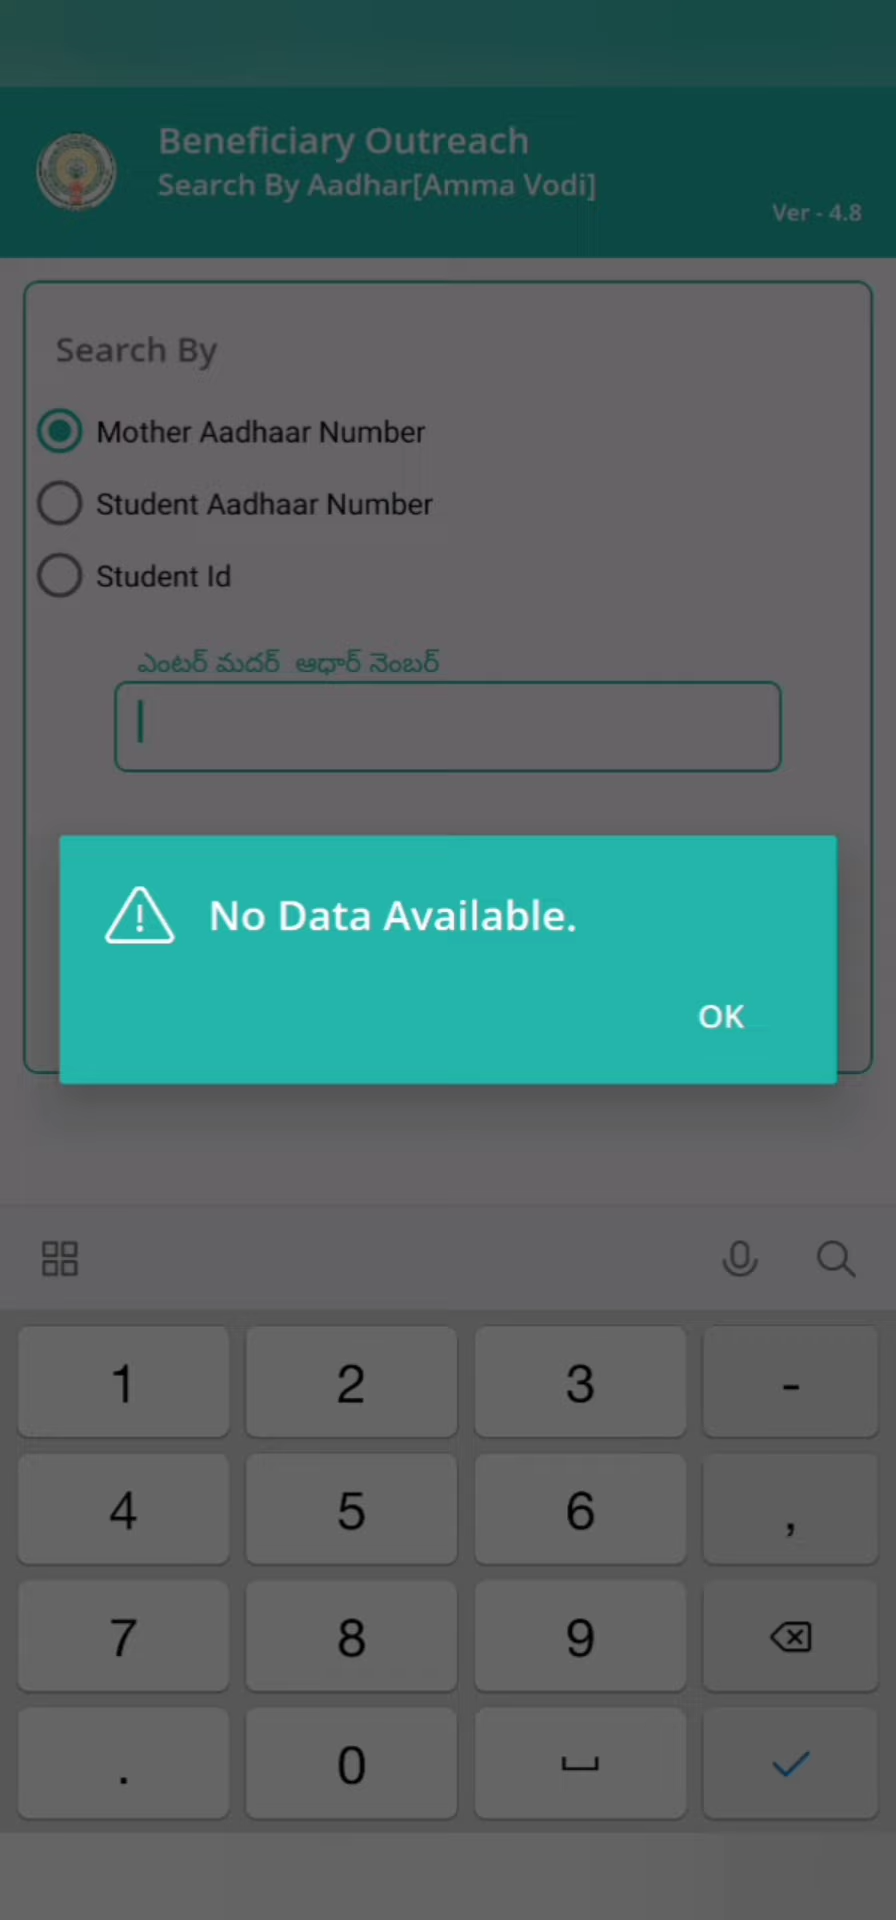 Beneficiary Outreach
Search By Aadhar[Amma Vodi]
Ver - 4.8
Search By
Mother Aadhaar Number
Student Aadhaar Number
Student Id
ఎంటర్ మదర్ ఆధార్ నెంబర్
No Data Available.
OK
1 2 3 -
4 5 6 ,
7 8 9
. 0